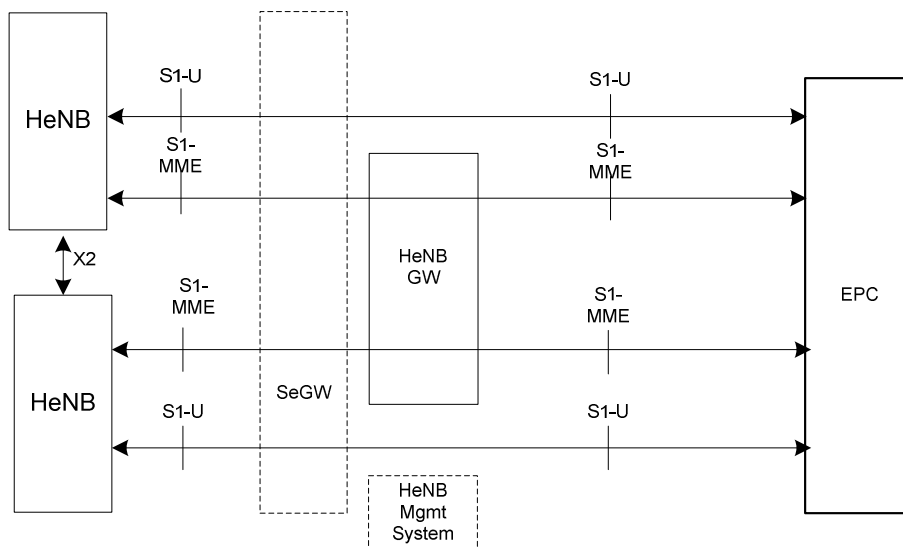 S1-U
S1-U
HeNB
S1-
MME
S1-
MME
HeNB
GW
X2
S1-
MME
S1-
MME
EPC
HeNB
SeGW
S1-U
S1-U
HeNB
Mgmt
System